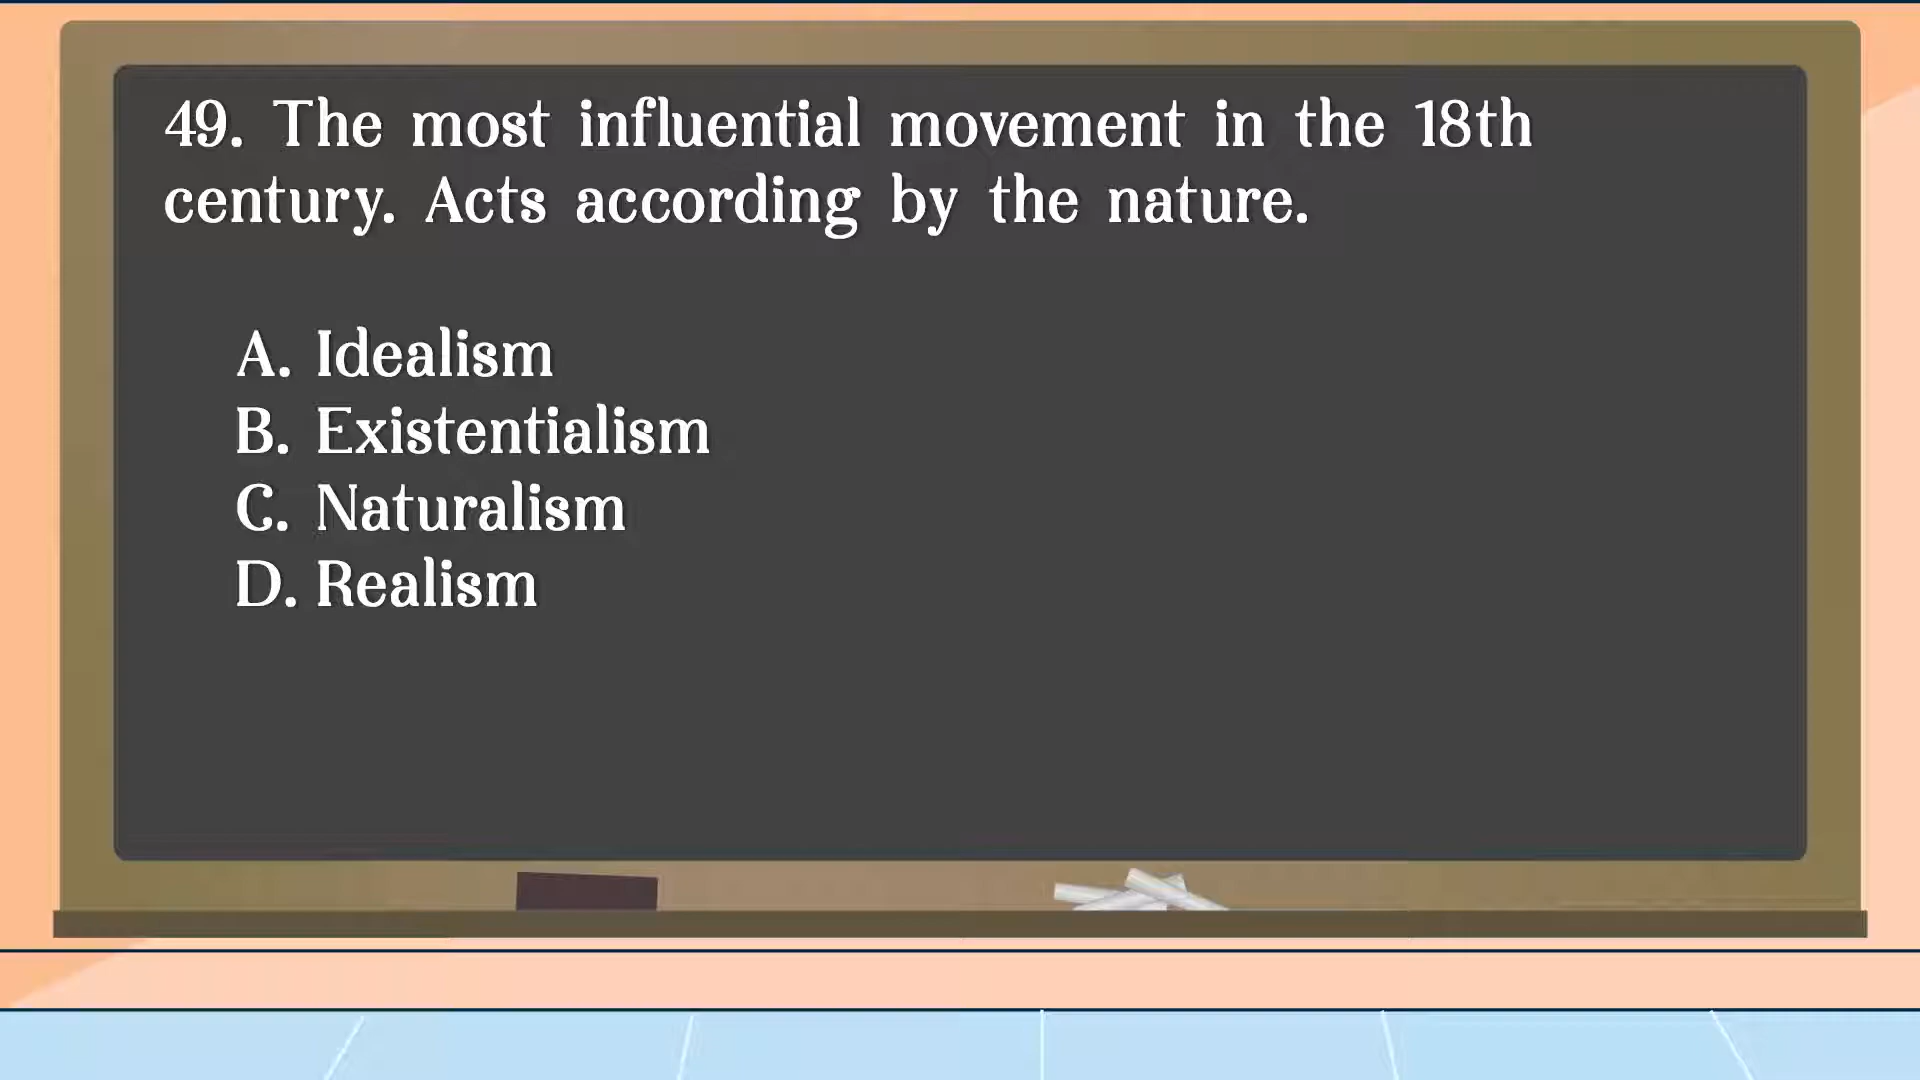 49. The most influential movement in the 18th
century. Acts according by the nature.
A. Idealism
B. Existentialism
C. Naturalism
D. Realism